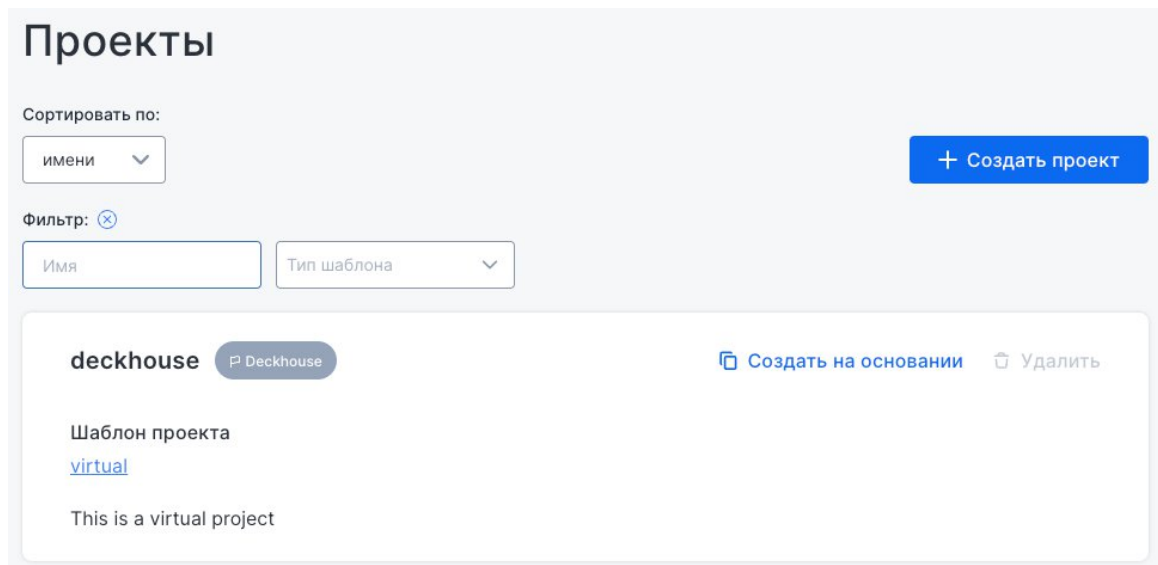 Проекты
Сортировать по:
имени
+ Создать проект
Фильтр:
Имя Тип шаблона
deckhouse Deckhouse Создать на основании Удалить
Шаблон проекта
virtual
This is a virtual project